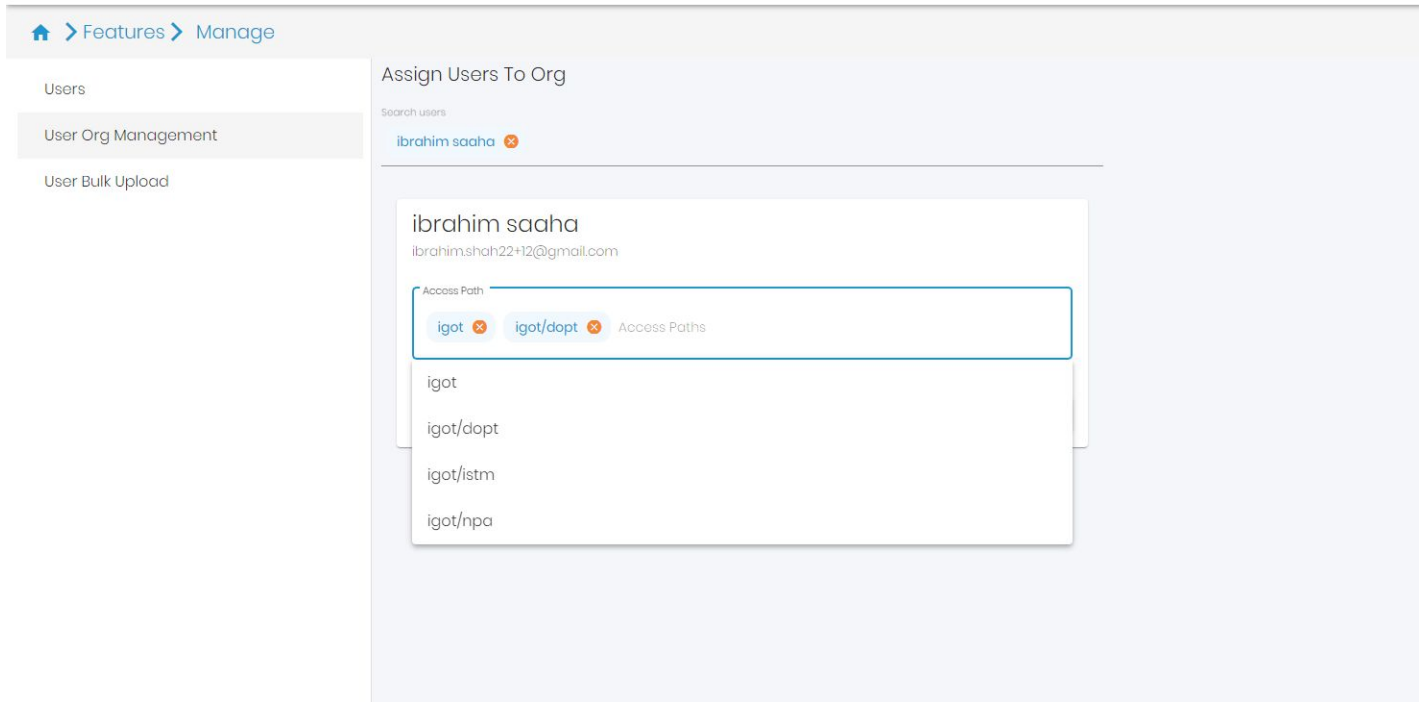 Features Manage
Users
User Org Management
User Bulk Upload
Assign Users To Org
Search users
ibrahim saaha
ibrahim saaha
ibrahim.shah22+12@gmail.com
Access Path
igot igot/dopt Access Paths
igot
igot/dopt
igot/istm
igot/npa